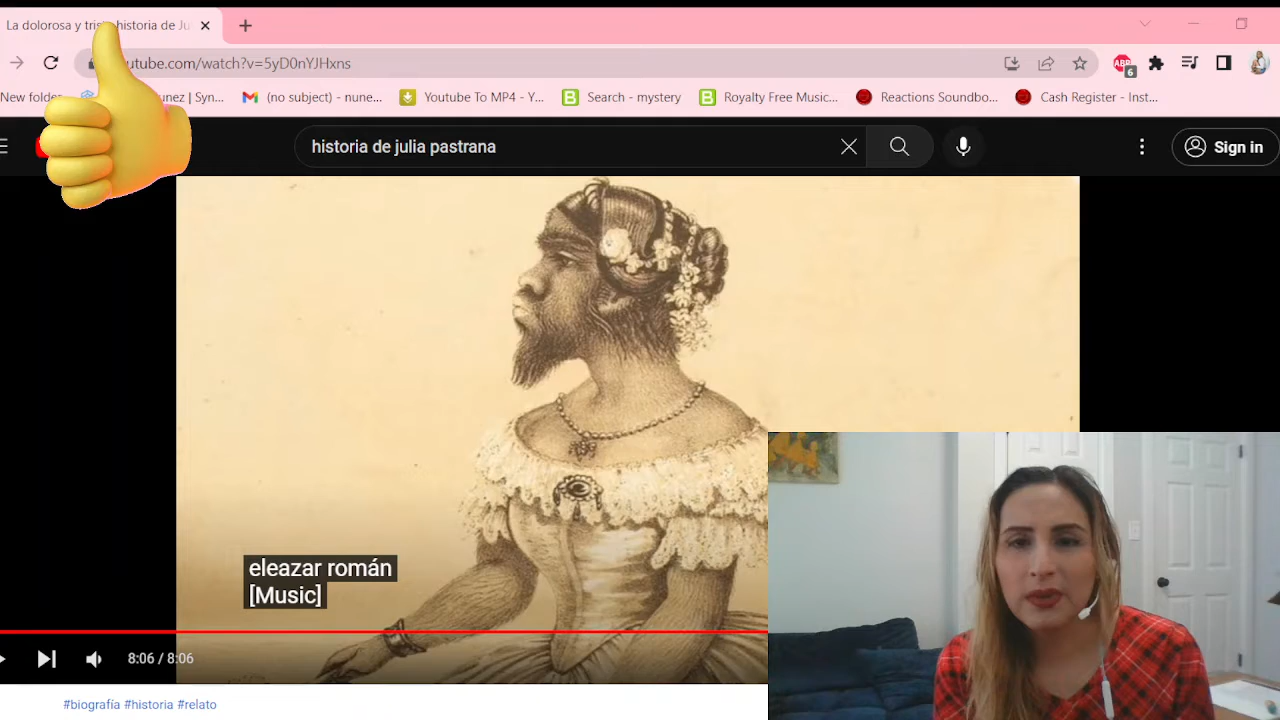 La dolorosa y historia de Ju
utube.com/watch?v=5yD0nYJHxns
ABP
6
New folder
unez | Syn...
(no subject) - nune...
Youtube To MP4 - Y...
Search - mystery
Royalty Free Music...
Reactions Soundbo...
Cash Register - Inst...
historia de julia pastrana
Sign in
eleazar román
[Music]
8:06 / 8:06
#biografía #historia #relato